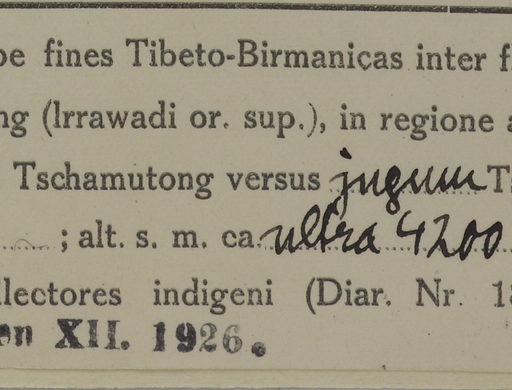 pe fines Tibeto-Birmanicas inter f
ng (Irrawadi or. sup.), in regione a
Tschamutong versus jugum T
; alt. s. m. ca. ultra 4200
llectores indigeni (Diar. Nr. 1
en XII. 1926.